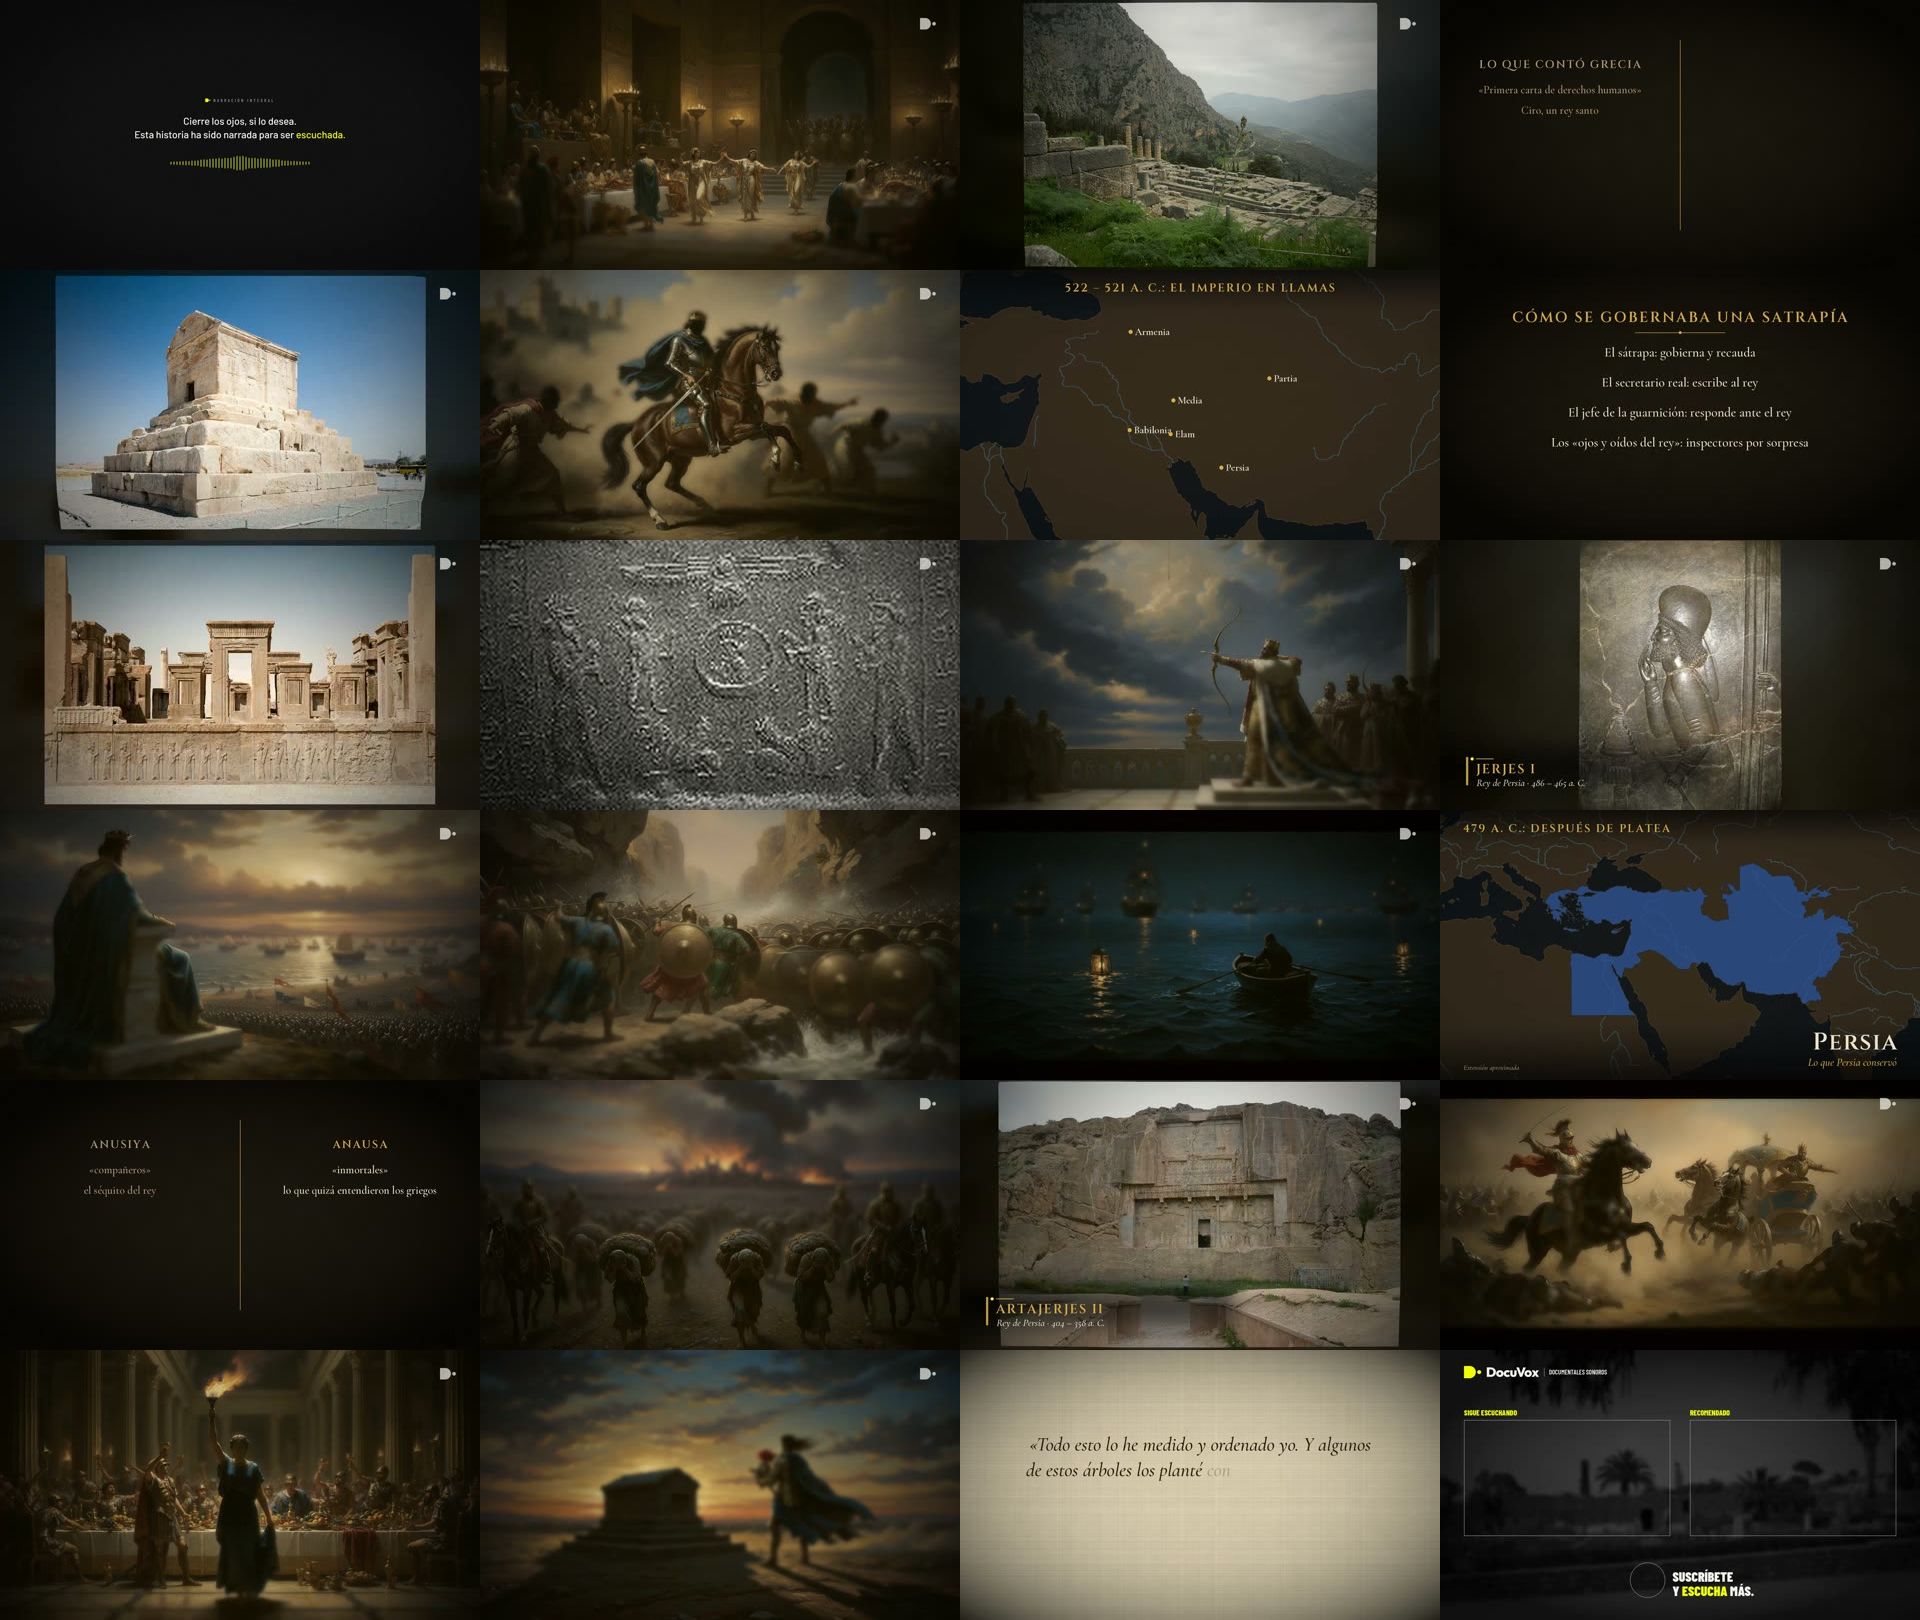 NARRACIÓN INTEGRAL
Cierre los ojos, si lo desea.
Esta historia ha sido narrada para ser escuchada.
LO QUE CONTÓ GRECIA
«Primera carta de derechos humanos»
Ciro, un rey santo
522 – 521 A. C.: EL IMPERIO EN LLAMAS
Armenia
Partia
Media
Babilonia
Elam
Persia
CÓMO SE GOBERNABA UNA SATRAPÍA
El sátrapa: gobierna y recauda
El secretario real: escribe al rey
El jefe de la guarnición: responde ante el rey
Los «ojos y oídos del rey»: inspectores por sorpresa
JERJES I
Rey de Persia · 486 – 465 a. C.
479 A. C.: DESPUÉS DE PLATEA
PERSIA
Lo que Persia conservó
Extensión aproximada
ANUSIYA
«compañeros»
el séquito del rey
ANAUSA
«inmortales»
lo que quizá entendieron los griegos
ARTAJERJES II
Rey de Persia · 404 – 358 a. C.
«Todo esto lo he medido y ordenado yo. Y algunos
de estos árboles los planté con
DocuVox
DOCUMENTALES SONOROS
SIGUE ESCUCHANDO
RECOMENDADO
SUSCRÍBETE
Y ESCUCHA MÁS.